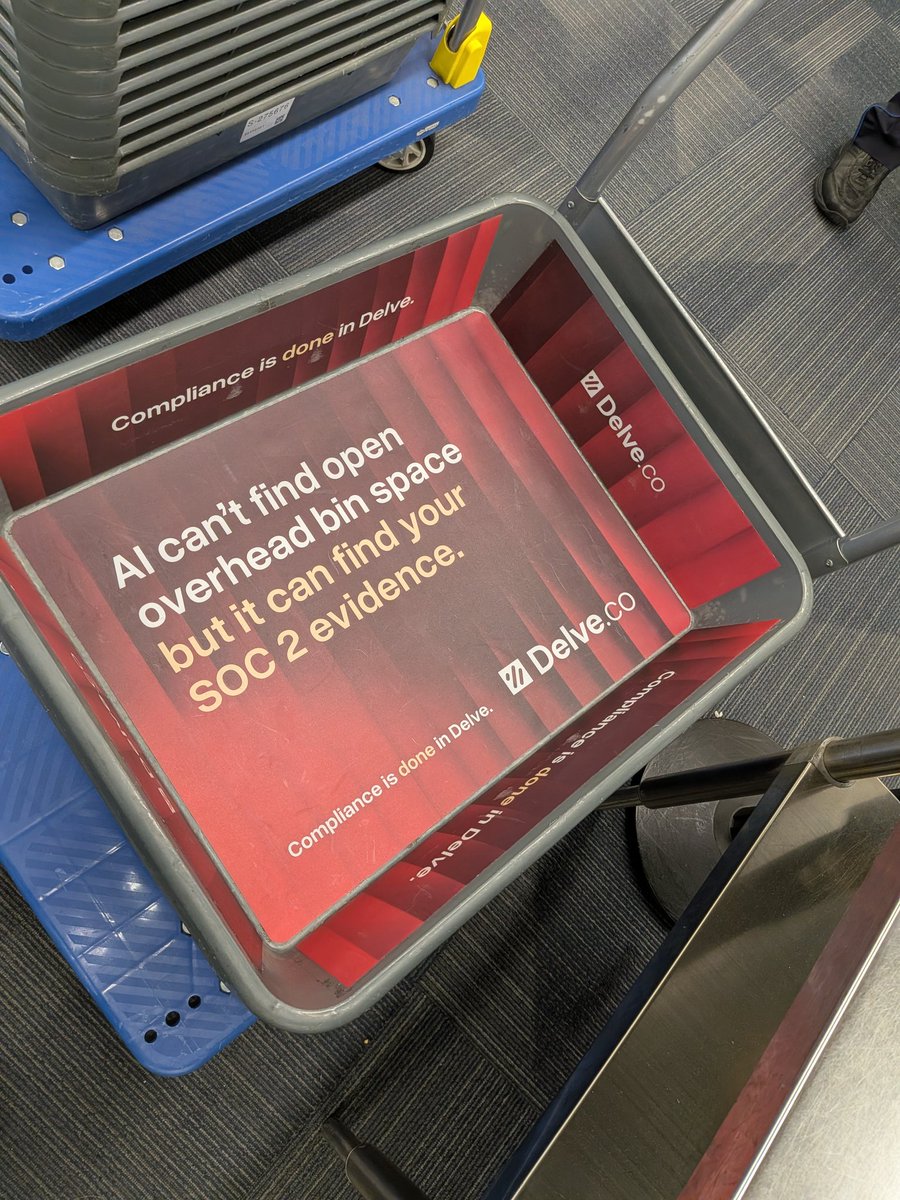 Compliance is done in Delve.
Delve.co
AI can't find open
overhead bin space
but it can find your
SOC 2 evidence.
Delve.co
Compliance is done in Delve.
Compliance is done in Delve.